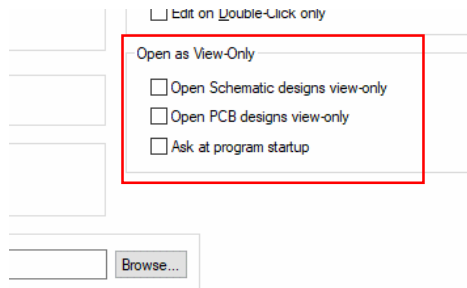 Edit on Double-Click only
Open as View-Only
Open Schematic designs view-only
Open PCB designs view-only
Ask at program startup
Browse...